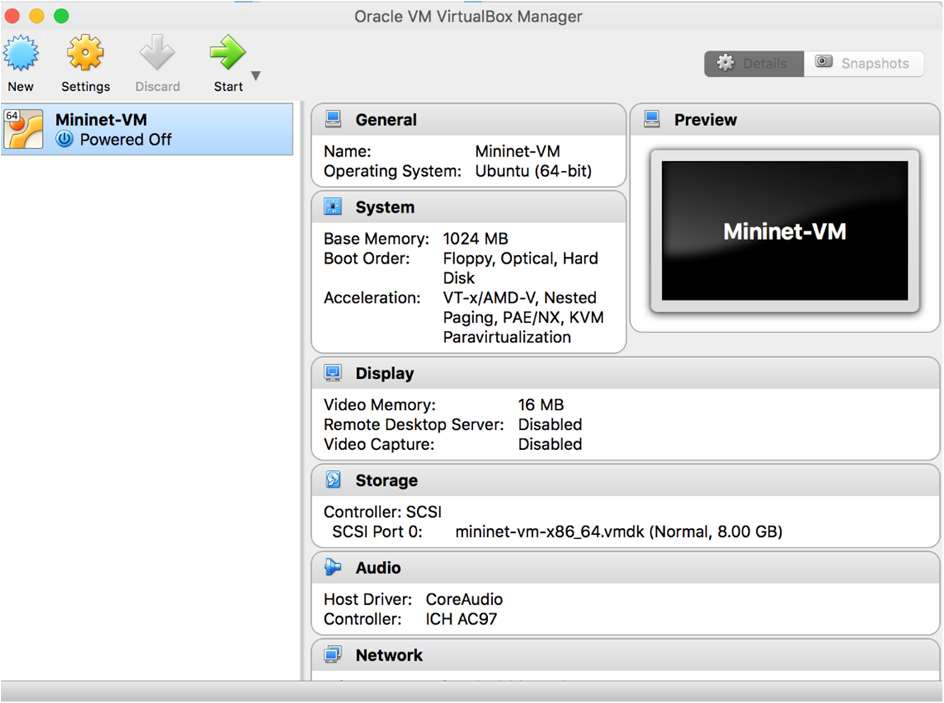 Oracle VM VirtualBox Manager
New
Settings
Discard
Start
Details
Snapshots
64
Mininet-VM
Powered Off
General
Name: Mininet-VM
Operating System: Ubuntu (64-bit)
Preview
Mininet-VM
System
Base Memory: 1024 MB
Boot Order: Floppy, Optical, Hard
Disk
Acceleration: VT-x/AMD-V, Nested
Paging, PAE/NX, KVM
Paravirtualization
Display
Video Memory: 16 MB
Remote Desktop Server: Disabled
Video Capture: Disabled
Storage
Controller: SCSI
SCSI Port 0: mininet-vm-x86_64.vmdk (Normal, 8.00 GB)
Audio
Host Driver: CoreAudio
Controller: ICH AC97
Network